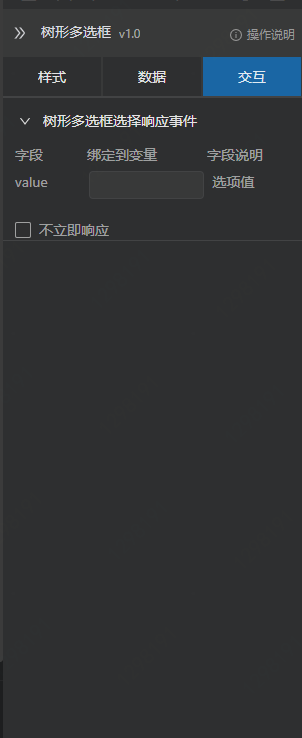 树形多选框 v1.0 操作说明
样式 数据 交互
树形多选框选择响应事件
字段 绑定到变量 字段说明
value 选项值
不立即响应